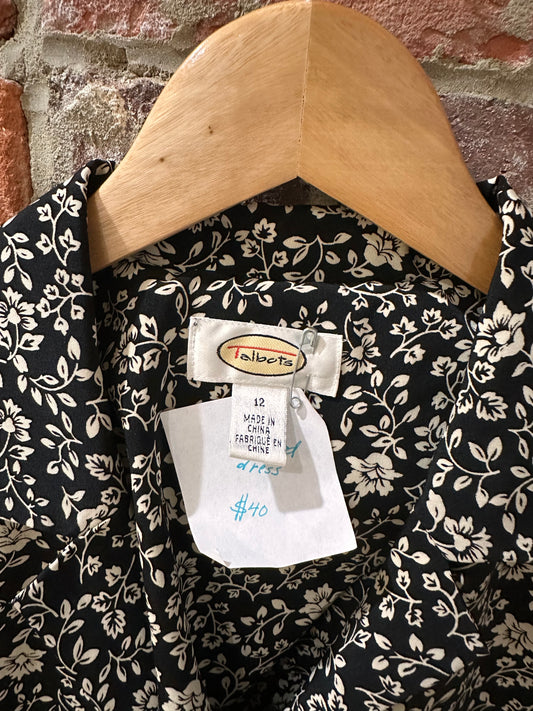 Talbots
12
MADE IN
CHINA
FABRIQUÉ EN
CHINE
dress
$40